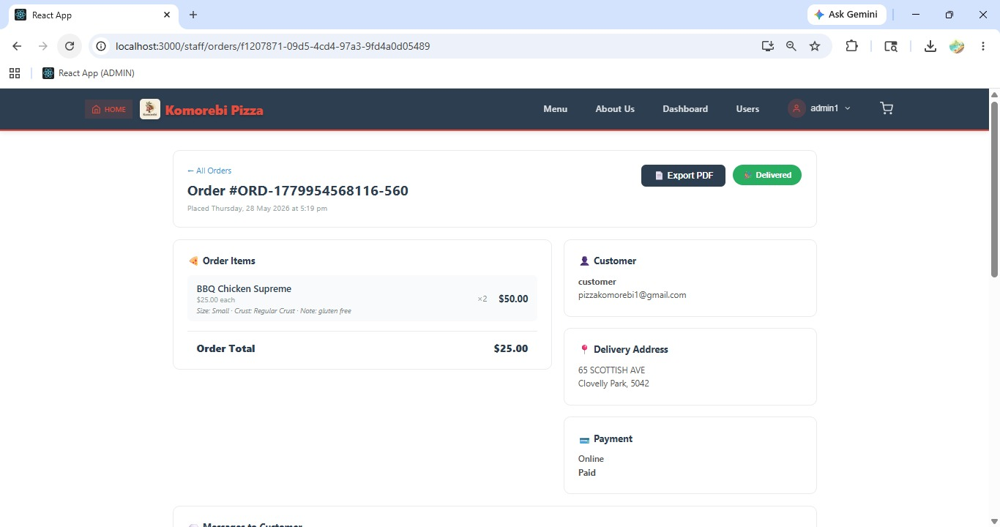 React App
Ask Gemini
localhost:3000/staff/orders/f1207871-09d5-4cd4-97a3-9fd4a0d05489
React App (ADMIN)
HOME
Komorebi
Komorebi Pizza
Menu
About Us
Dashboard
Users
admin1
← All Orders
Export PDF
Delivered
Order #ORD-1779954568116-560
Placed Thursday, 28 May 2026 at 5:19 pm
Order Items
BBQ Chicken Supreme
$25.00 each
×2 $50.00
Size: Small · Crust: Regular Crust · Note: gluten free
Order Total $25.00
Customer
customer
pizzakomorebi1@gmail.com
Delivery Address
65 SCOTTISH AVE
Clovelly Park, 5042
Payment
Online
Paid
Messages to Customer